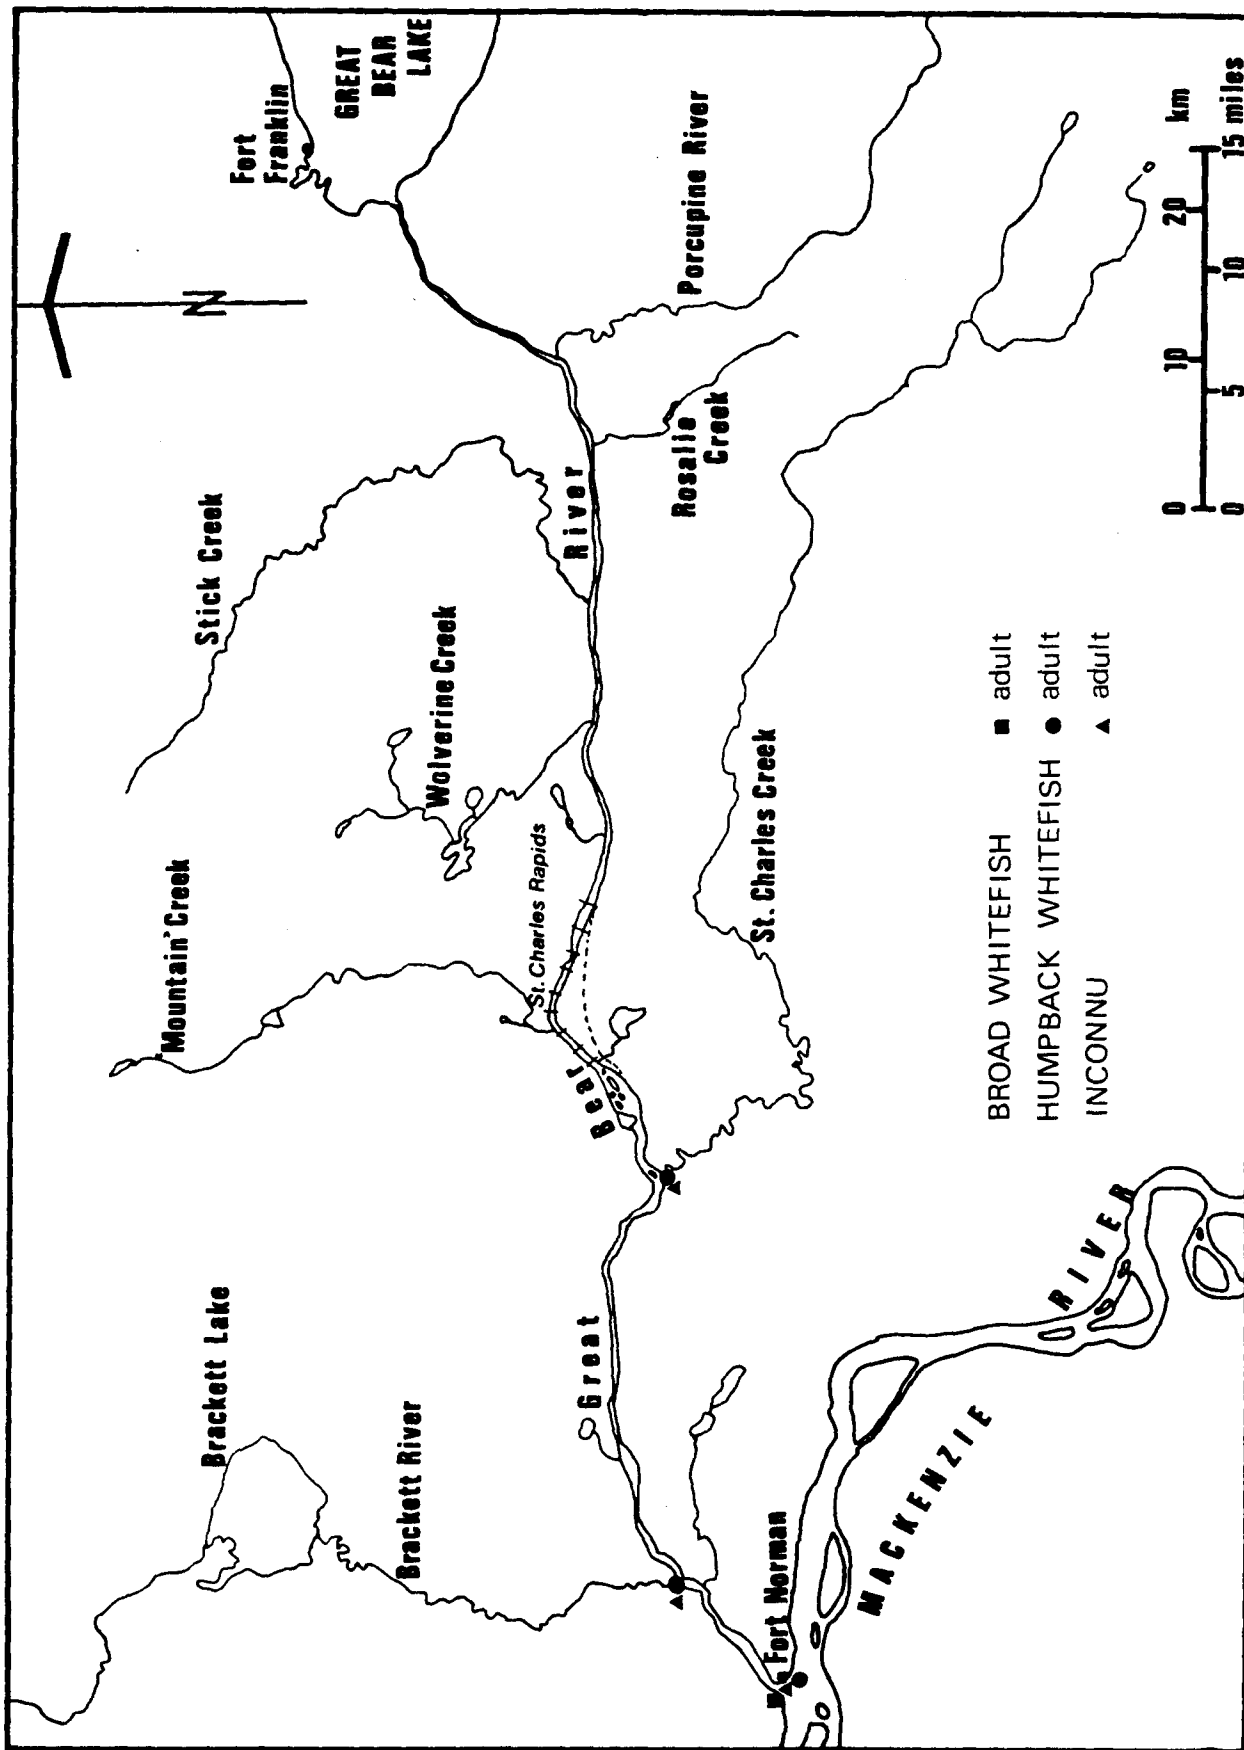 Fort
Franklin
GREAT
BEAR
LAKE
N
Porcupine River
Stick Creek
River
Rosalie
Creek
Wolverine Creek
Mountain Creek
St. Charles Rapids
St. Charles Creek
Bear
Brackett Lake
Brackett River
Great
Fort Norman
MACKENZIE
RIVER
BROAD WHITEFISH ■ adult
HUMPBACK WHITEFISH ● adult
INCONNU ▲ adult
0 10 20 km
0 5 10 15 miles